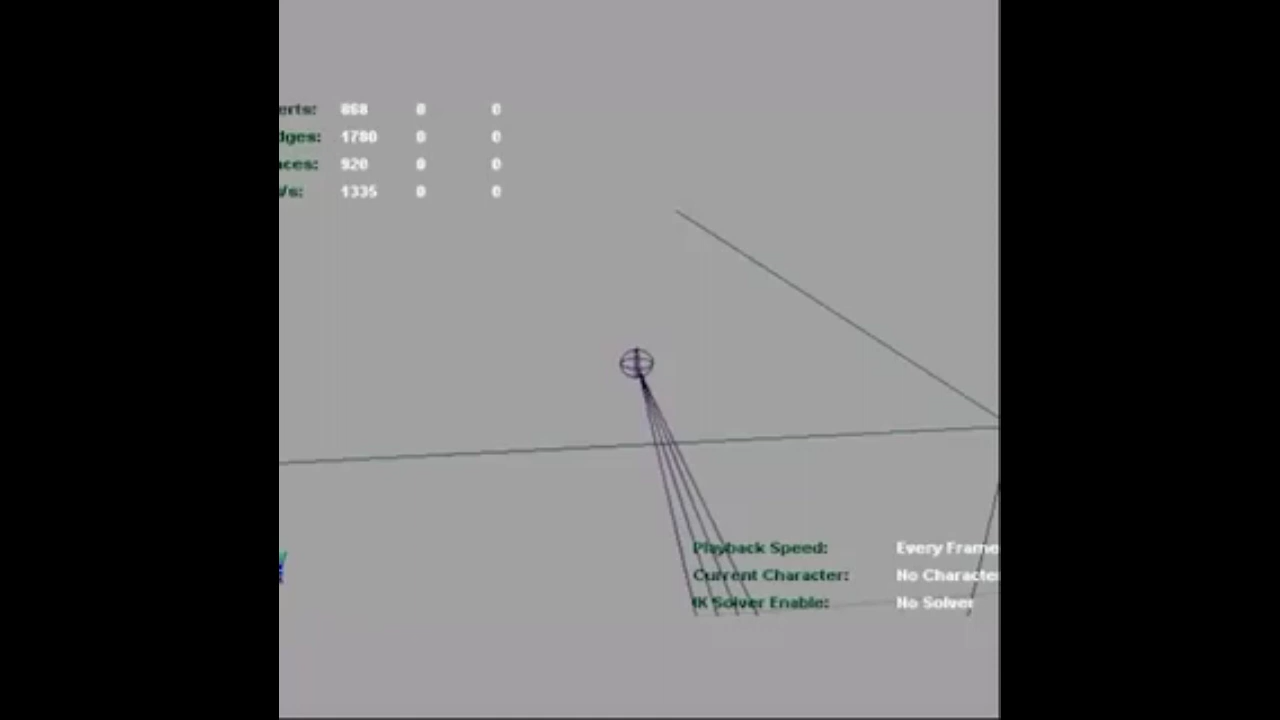 erts: 868 0 0
dges: 1780 0 0
aces: 920 0 0
Vs: 1335 0 0
Playback Speed: Every Frame
Current Character: No Characte
IK Solver Enable: No Solver